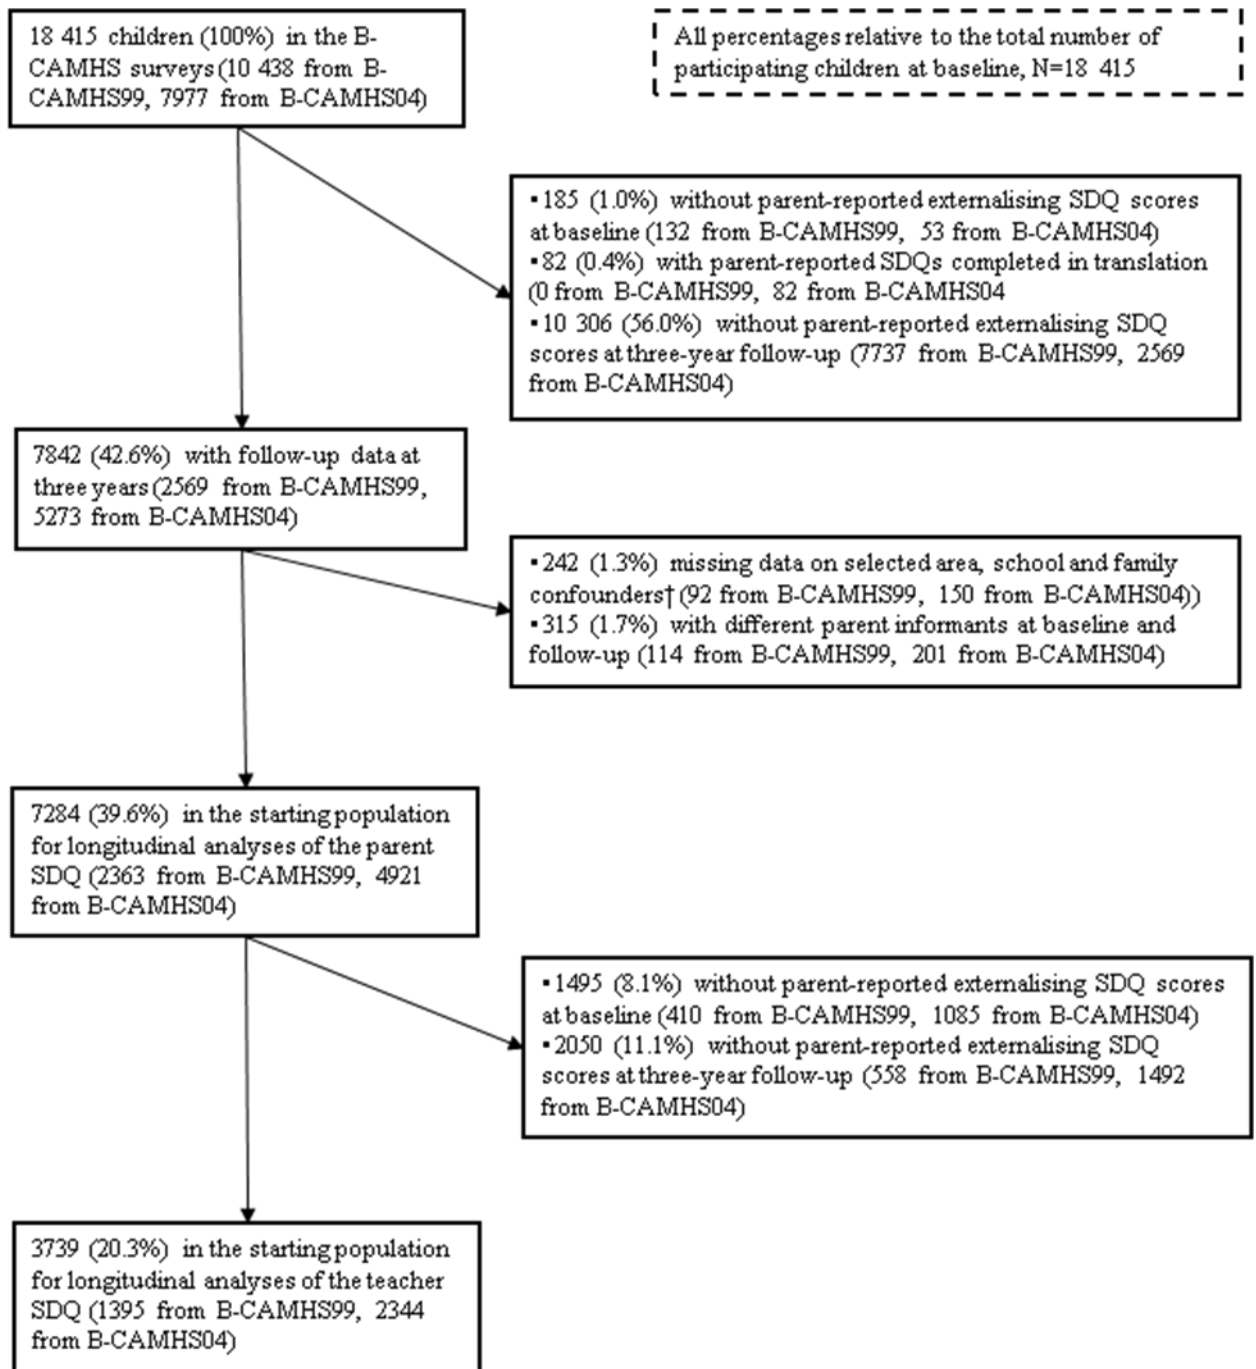 18 415 children (100%) in the B-
CAMHS surveys (10 438 from B-
CAMHS99, 7977 from B-CAMHS04)
All percentages relative to the total number of
participating children at baseline, N=18 415
▪185 (1.0%) without parent-reported externalising SDQ scores
at baseline (132 from B-CAMHS99, 53 from B-CAMHS04)
▪82 (0.4%) with parent-reported SDQs completed in translation
(0 from B-CAMHS99, 82 from B-CAMHS04
▪10 306 (56.0%) without parent-reported externalising SDQ
scores at three-year follow-up (7737 from B-CAMHS99, 2569
from B-CAMHS04)
7842 (42.6%) with follow-up data at
three years (2569 from B-CAMHS99,
5273 from B-CAMHS04)
▪242 (1.3%) missing data on selected area, school and family
confounders† (92 from B-CAMHS99, 150 from B-CAMHS04))
▪315 (1.7%) with different parent informants at baseline and
follow-up (114 from B-CAMHS99, 201 from B-CAMHS04)
7284 (39.6%) in the starting population
for longitudinal analyses of the parent
SDQ (2363 from B-CAMHS99, 4921
from B-CAMHS04)
▪1495 (8.1%) without parent-reported externalising SDQ scores
at baseline (410 from B-CAMHS99, 1085 from B-CAMHS04)
▪2050 (11.1%) without parent-reported externalising SDQ
scores at three-year follow-up (558 from B-CAMHS99, 1492
from B-CAMHS04)
3739 (20.3%) in the starting population
for longitudinal analyses of the teacher
SDQ (1395 from B-CAMHS99, 2344
from B-CAMHS04)